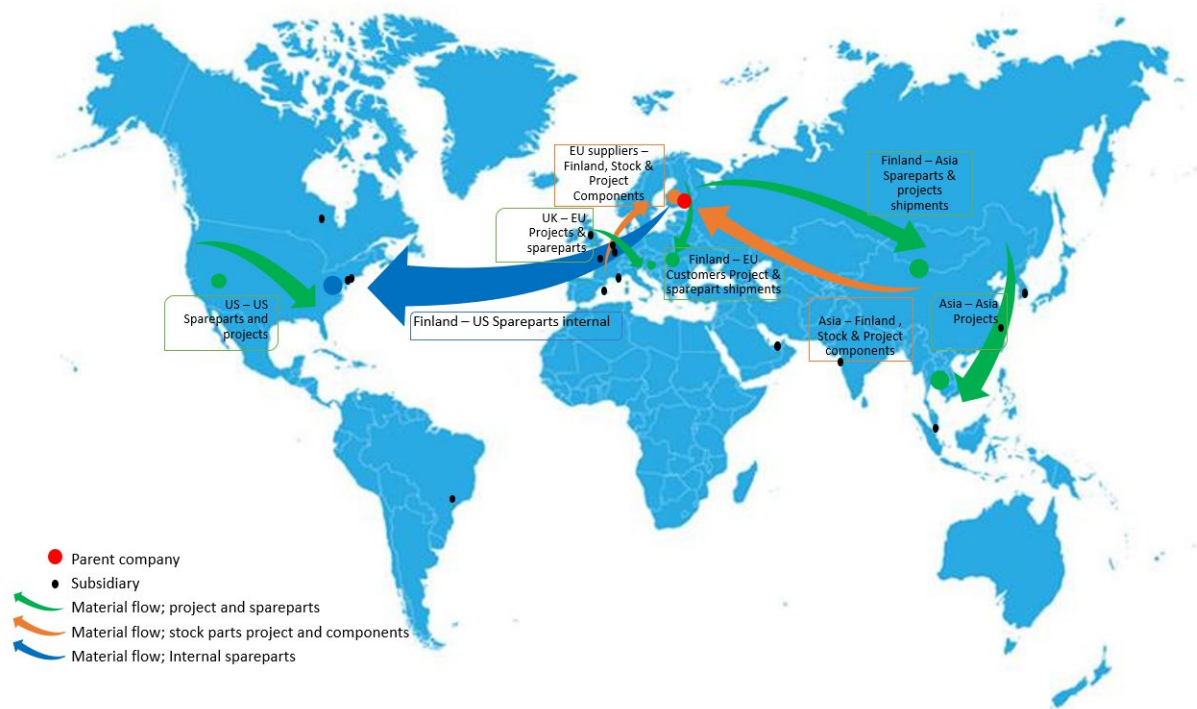 EU suppliers –
Finland, Stock &
Project
Components
Finland – Asia
Spareparts &
projects
shipments
UK – EU
Projects &
spareparts
Finland – EU
Customers Project &
sparepart shipments
US – US
Spareparts and
projects
Finland – US Spareparts internal
Asia – Finland ,
Stock & Project
components
Asia – Asia
Projects
Parent company
Subsidiary
Material flow; project and spareparts
Material flow; stock parts project and components
Material flow; Internal spareparts